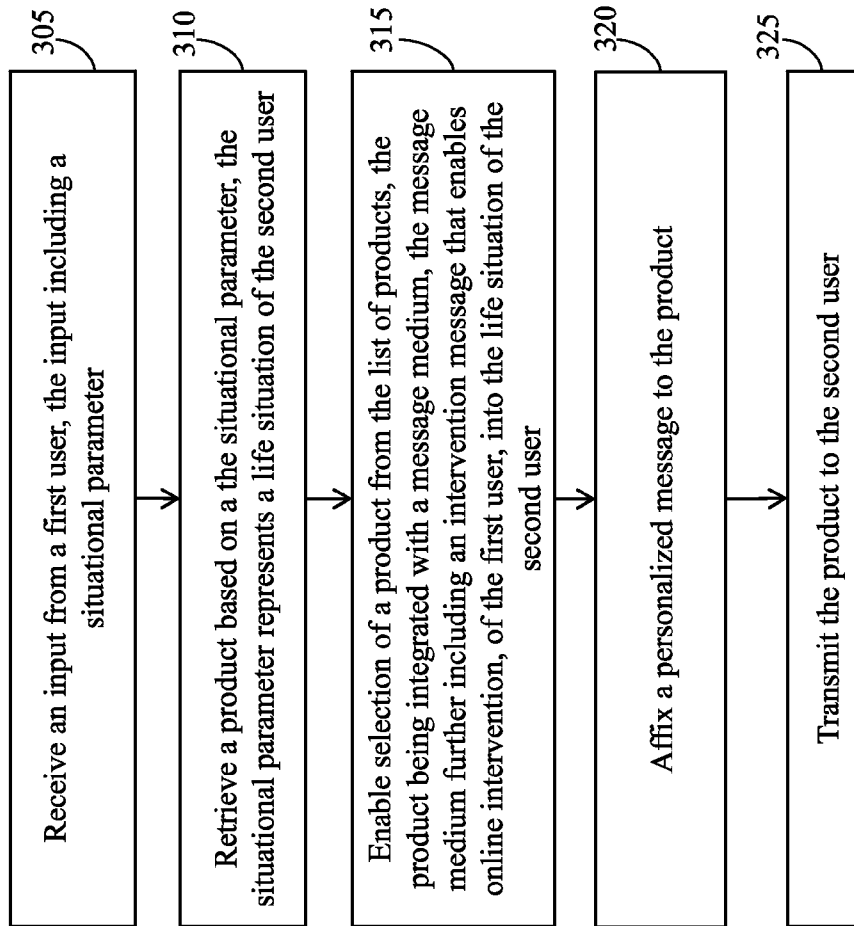 305
Receive an input from a first user, the input including a
situational parameter
310
Retrieve a product based on a the situational parameter, the
situational parameter represents a life situation of the second user
315
Enable selection of a product from the list of products, the
product being integrated with a message medium, the message
medium further including an intervention message that enables
online intervention, of the first user, into the life situation of the
second user
320
Affix a personalized message to the product
325
Transmit the product to the second user